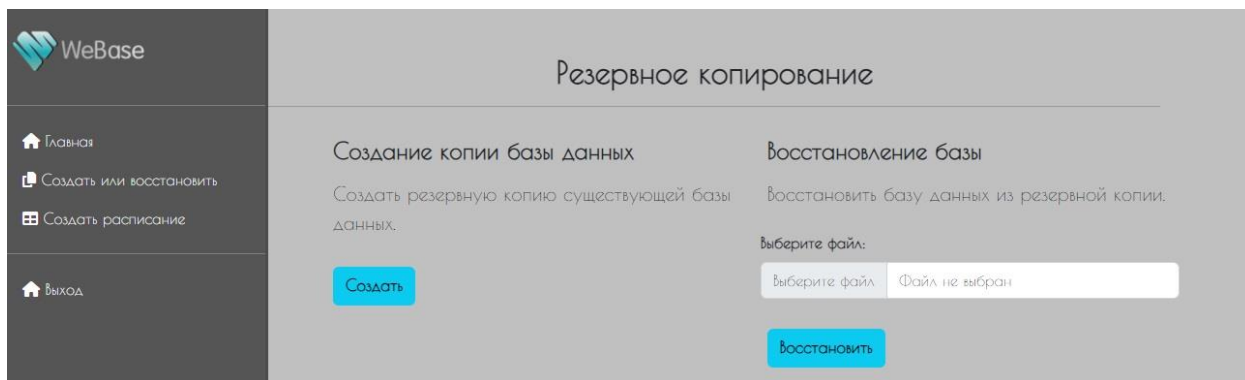 WeBase
Главная
Создать или восстановить
Создать расписание
Выход
Резервное копирование
Создание копии базы данных
Создать резервную копию существующей базы
данных.
Создать
Восстановление базы
Восстановить базу данных из резервной копии.
Выберите файл:
Выберите файл Файл не выбран
Восстановить